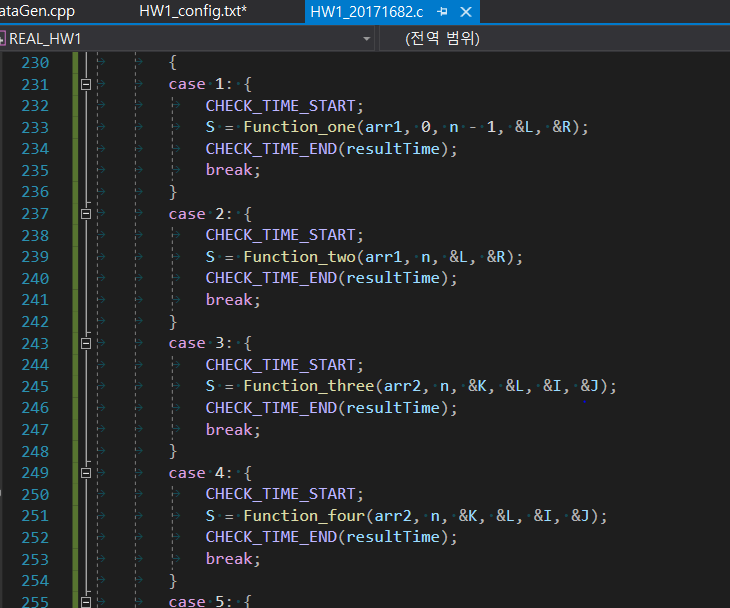 ataGen.cpp HW1_config.txt* HW1_20171682.c
REAL_HW1 (전역 범위)
230 {
231 case 1: {
232 CHECK_TIME_START;
233 S = Function_one(arr1, 0, n - 1, &L, &R);
234 CHECK_TIME_END(resultTime);
235 break;
236 }
237 case 2: {
238 CHECK_TIME_START;
239 S = Function_two(arr1, n, &L, &R);
240 CHECK_TIME_END(resultTime);
241 break;
242 }
243 case 3: {
244 CHECK_TIME_START;
245 S = Function_three(arr2, n, &K, &L, &I, &J);
246 CHECK_TIME_END(resultTime);
247 break;
248 }
249 case 4: {
250 CHECK_TIME_START;
251 S = Function_four(arr2, n, &K, &L, &I, &J);
252 CHECK_TIME_END(resultTime);
253 break;
254 }
255 case 5: {